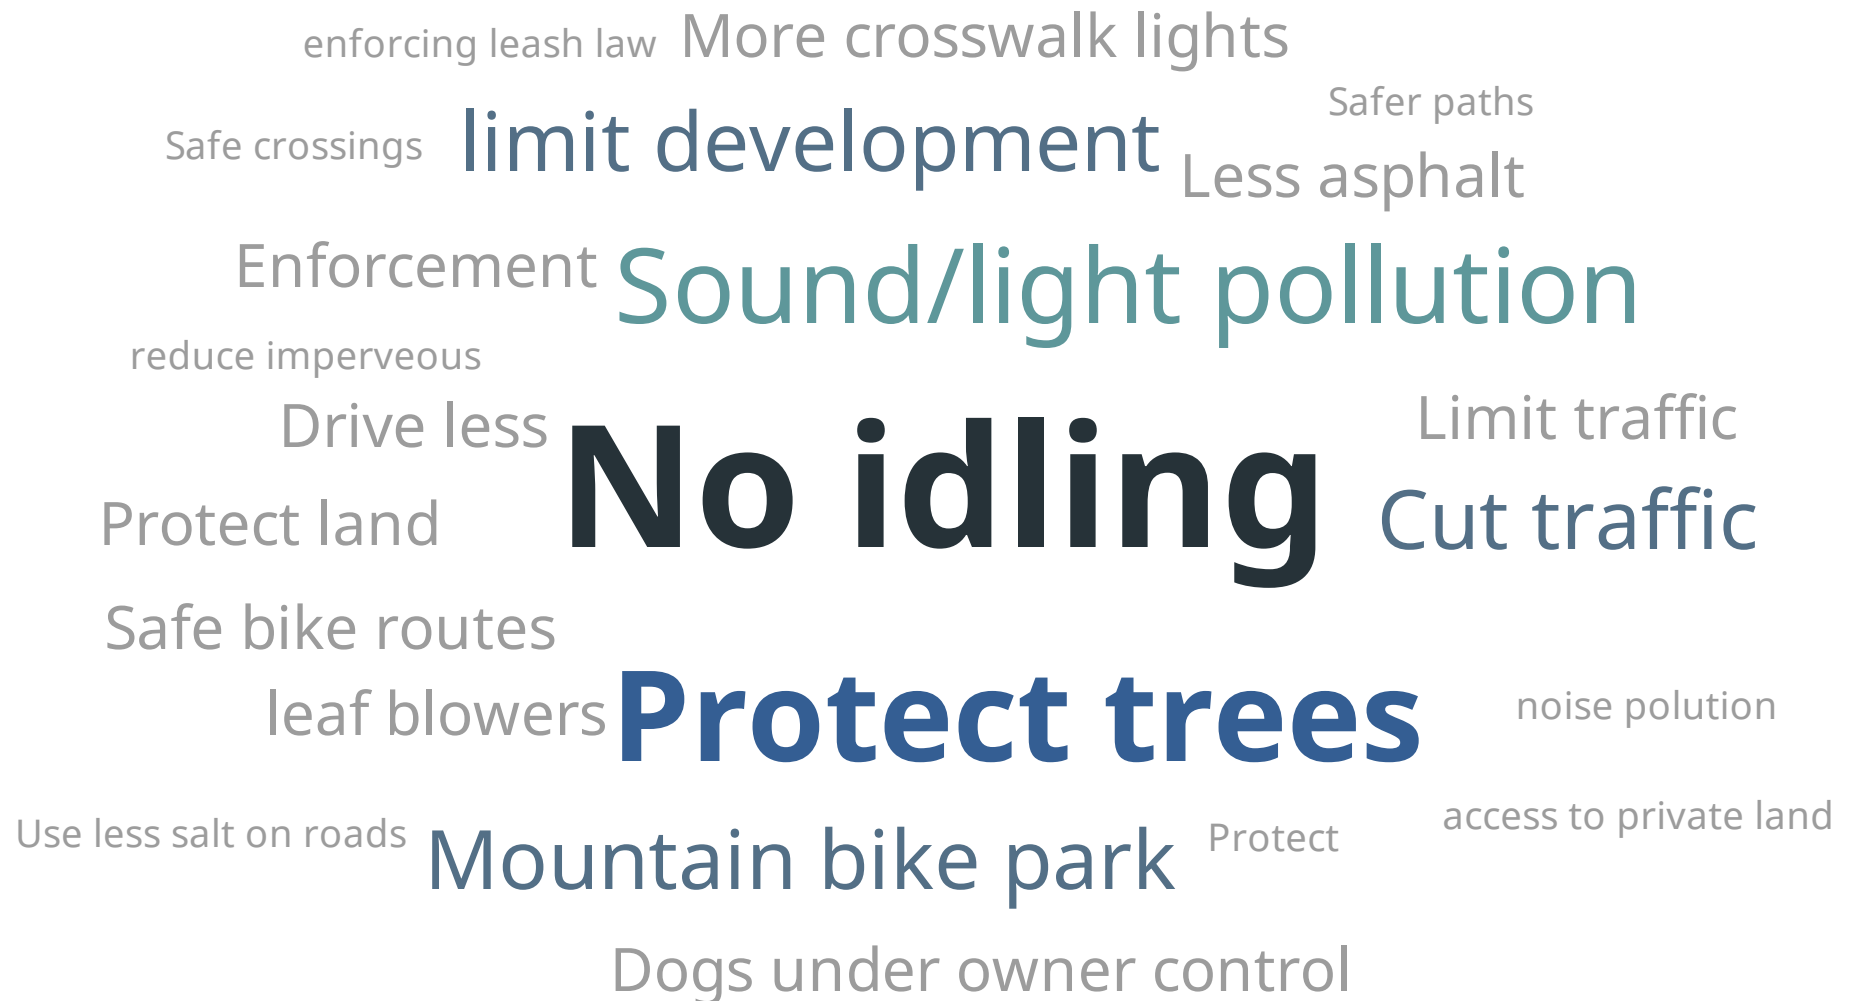 enforcing leash law
More crosswalk lights
Safer paths
Safe crossings
limit development
Less asphalt
Enforcement
Sound/light pollution
reduce imperveous
Drive less
No idling
Limit traffic
Protect land
Cut traffic
Safe bike routes
leaf blowers
Protect trees
noise polution
Use less salt on roads
Mountain bike park
Protect
access to private land
Dogs under owner control